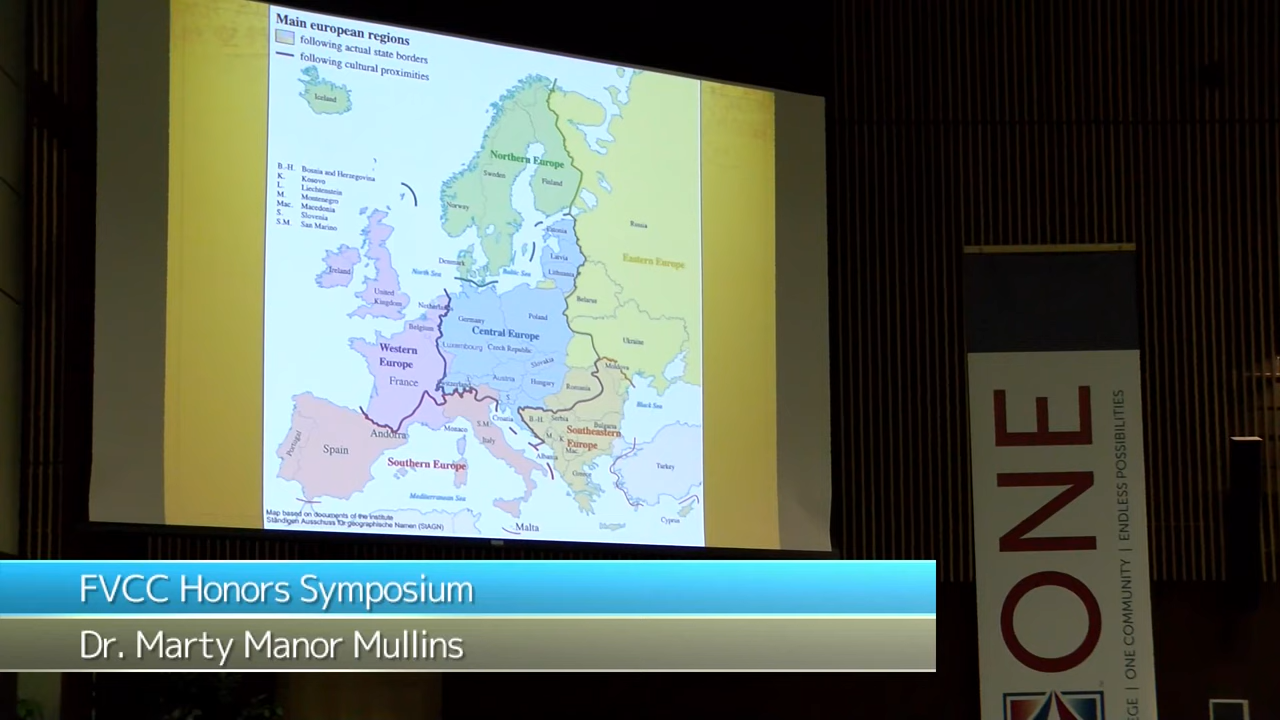 Main european regions
following actual state borders
following cultural proximities
Iceland
B.-H. Bosnia and Herzegovina
K. Kosovo
L. Liechtenstein
M. Montenegro
Mac. Macedonia
S. Slovenia
S.M. San Marino
Northern Europe
Sweden
Finland
Norway
Russia
Estonia
Eastern Europe
Latvia
Denmark
North Sea
Baltic Sea
Lithuania
Ireland
United
Kingdom
Netherlands
Belarus
Belgium
Germany
Poland
Central Europe
Ukraine
Luxembourg
Czech Republic
Western
Europe
Slovakia
Moldova
France
Switzerland
Austria
Hungary
Romania
S.
Black Sea
Croatia
B.-H.
Serbia
Portugal
Spain
Andorra
Monaco
S.M.
Italy
Bulgaria
Southeastern
Europe
M.
K.
Mac.
Albania
Southern Europe
Greece
Turkey
Mediterranean Sea
Cyprus
Malta
Map based on documents of the institute
Ständigen Ausschuss für geographische Namen (StAGN)
FVCC Honors Symposium
Dr. Marty Manor Mullins
ONE
EGE | ONE COMMUNITY | ENDLESS POSSIBILITIES